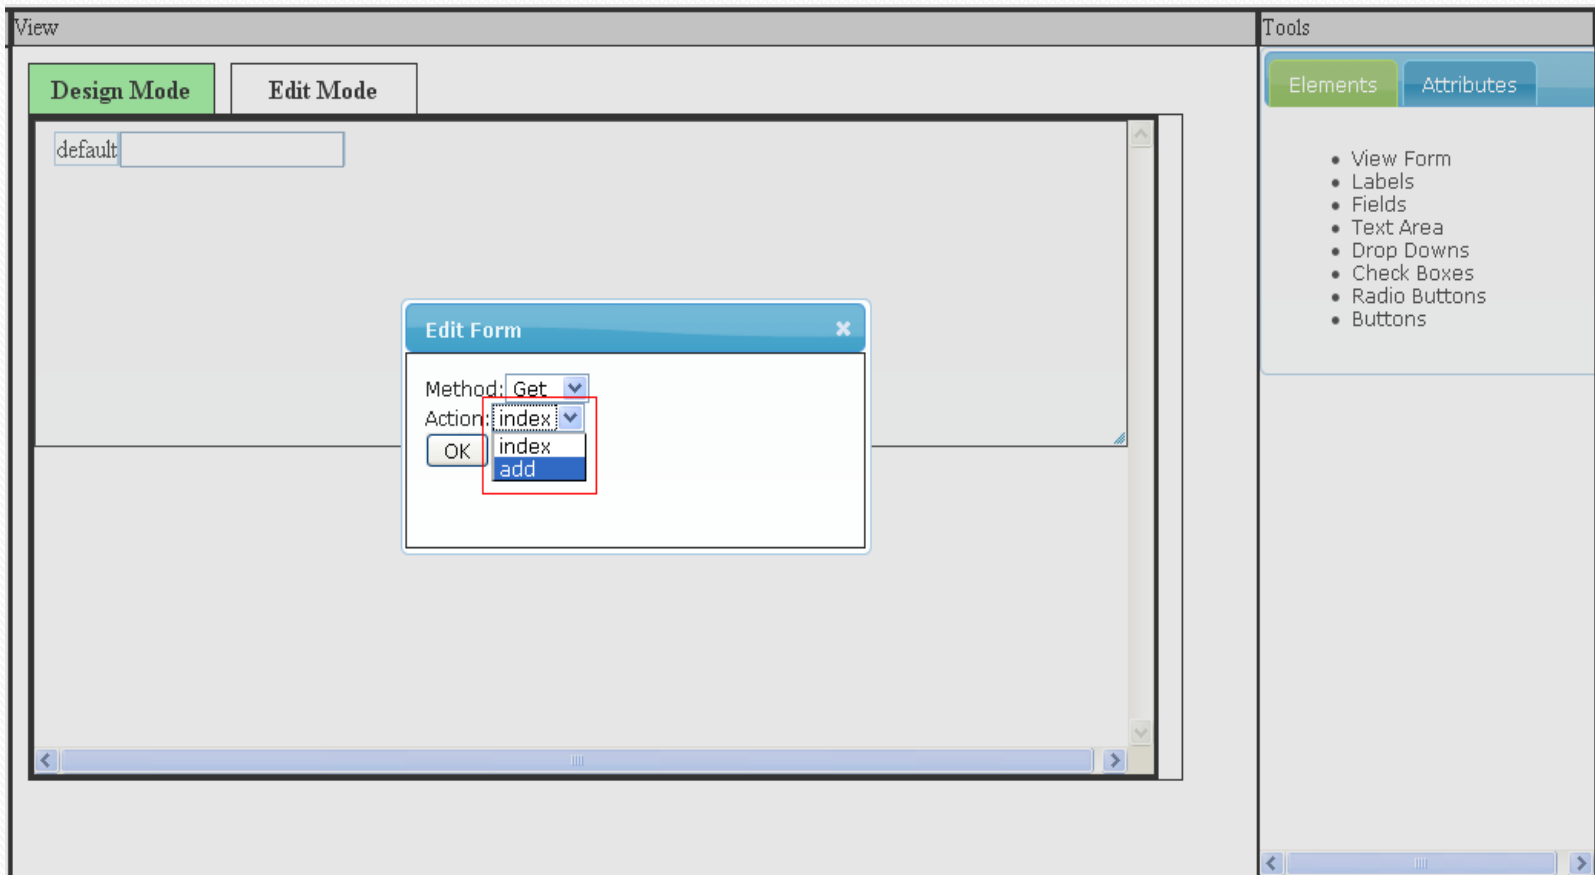 View
Tools
Design Mode
Edit Mode
Elements
Attributes
default
View Form
Labels
Fields
Text Area
Drop Downs
Check Boxes
Radio Buttons
Buttons
Edit Form
Method: Get
Action: index
index
add
OK